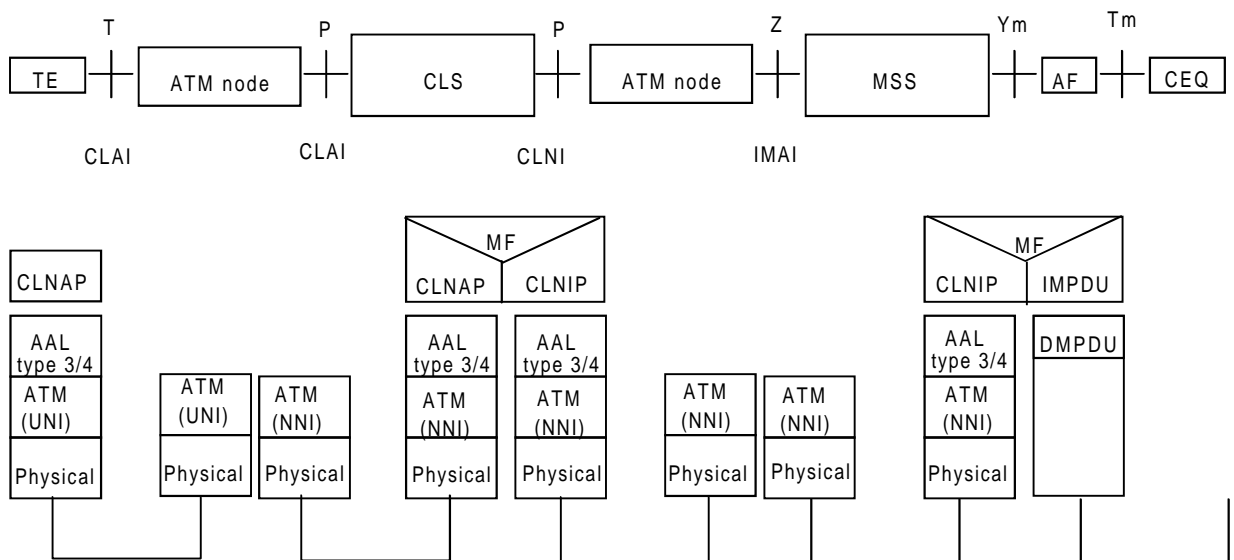 T P P Z Ym Tm
TE ATM node CLS ATM node MSS AF CEQ
CLAI CLAI CLNI IMAI
MF MF
CLNAP CLNAP CLNIP CLNIP IMPDU
AAL AAL AAL AAL DMPDU
type 3/4 type 3/4 type 3/4 type 3/4
ATM ATM ATM ATM ATM ATM ATM ATM
(UNI) (UNI) (NNI) (NNI) (NNI) (NNI) (NNI) (NNI)
Physical Physical Physical Physical Physical Physical Physical Physical